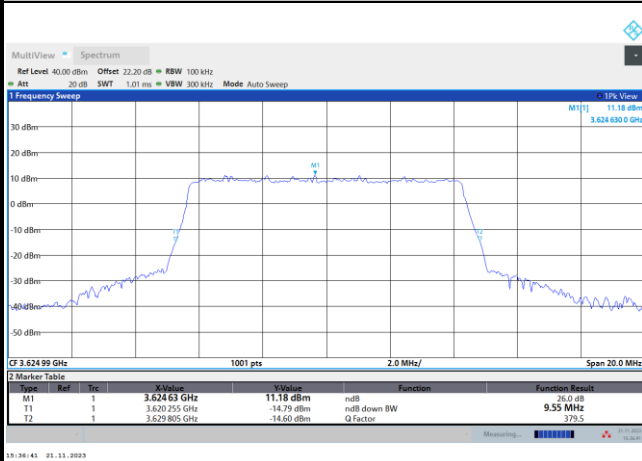 MultiView Spectrum
Ref Level 40.00 dBm Offset 22.20 dB RBW 100 kHz
Att 20 dB SWT 1.01 ms VBW 300 kHz Mode Auto Sweep
1 Frequency Sweep 1Pk View
M1[1] 11.18 dBm
3.624 630 0 GHz
30 dBm
20 dBm
M1
10 dBm
0 dBm
-10 dBm
T1 T2
-20 dBm
-30 dBm
-40 dBm
-50 dBm
CF 3.624 99 GHz 1001 pts 2.0 MHz/ Span 20.0 MHz
2 Marker Table
Type Ref Trc X-Value Y-Value Function Function Result
M1 1 3.624 63 GHz 11.18 dBm ndB 26.0 dB
T1 1 3.620 255 GHz -14.79 dBm ndB down BW 9.55 MHz
T2 1 3.629 805 GHz -14.60 dBm Q Factor 379.5
Measuring...
15:36:41 21.11.2023